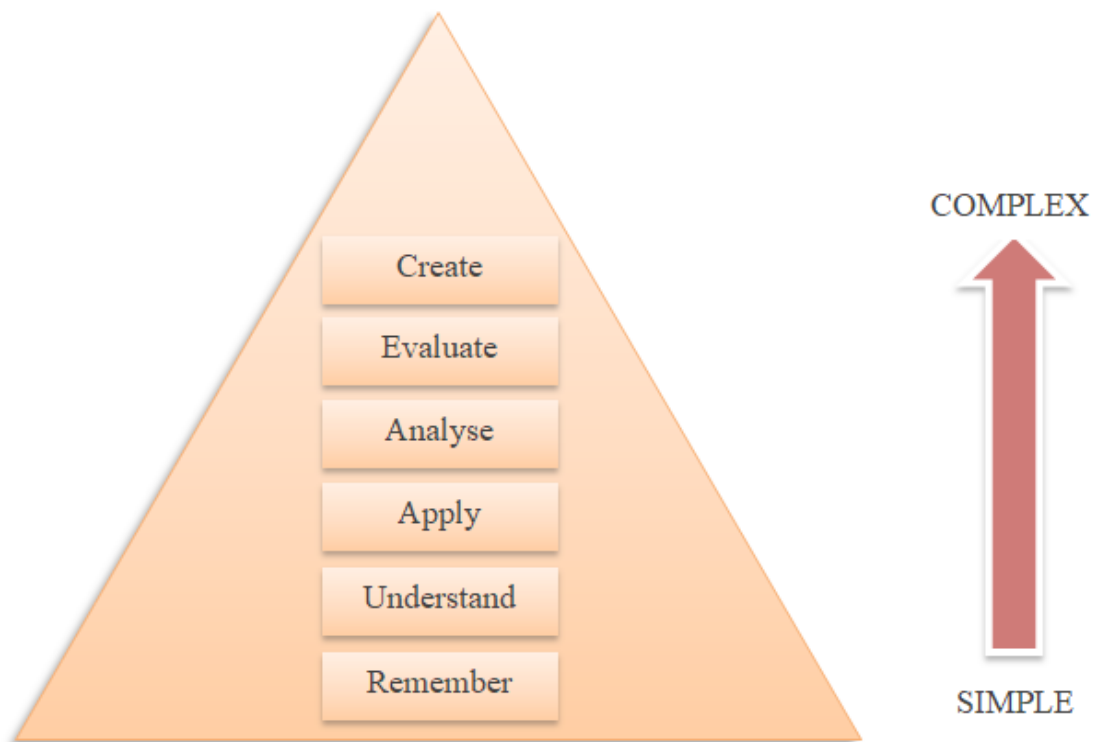 COMPLEX
Create
Evaluate
Analyse
Apply
Understand
Remember
SIMPLE